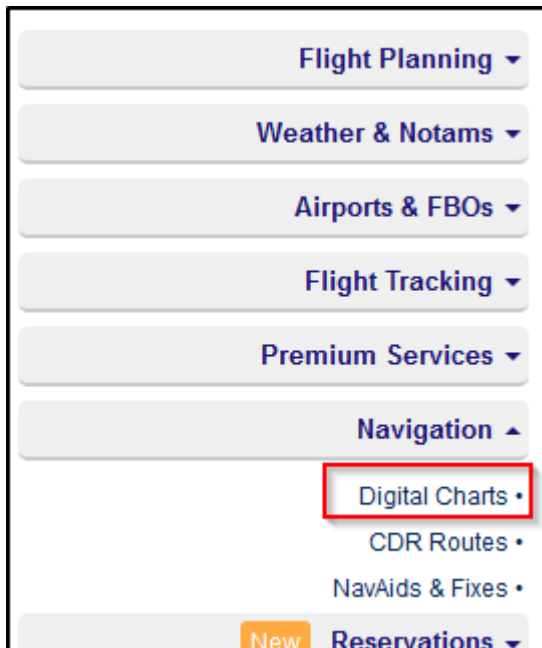 Flight Planning
Weather & Notams
Airports & FBOs
Flight Tracking
Premium Services
Navigation
Digital Charts •
CDR Routes •
NavAids & Fixes •
New Reservations